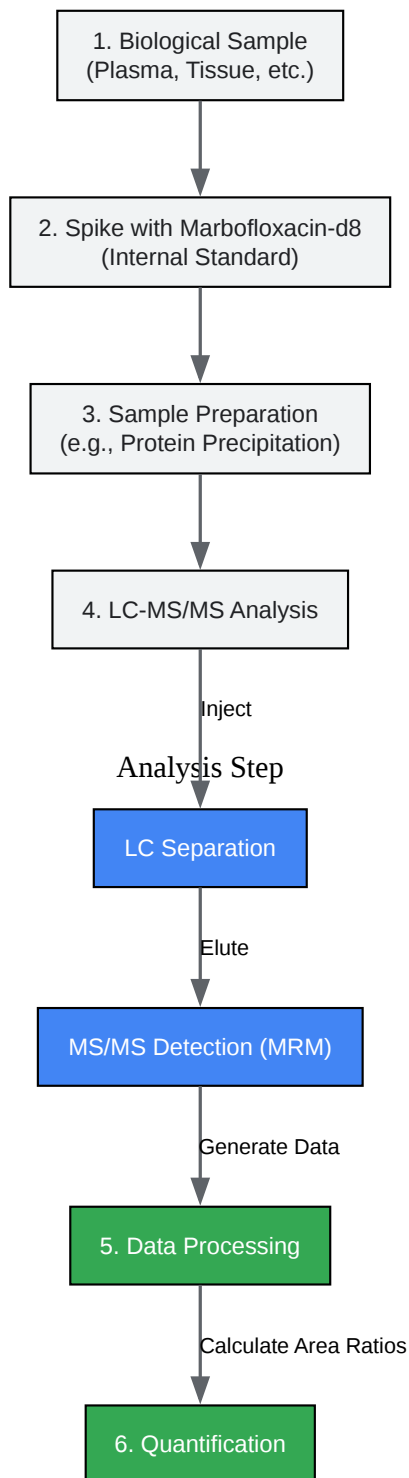 1. Biological Sample
(Plasma, Tissue, etc.)
2. Spike with Marbofloxacin-d8
(Internal Standard)
3. Sample Preparation
(e.g., Protein Precipitation)
4. LC-MS/MS Analysis
Inject
Analysis Step
LC Separation
Elute
MS/MS Detection (MRM)
Generate Data
5. Data Processing
Calculate Area Ratios
6. Quantification